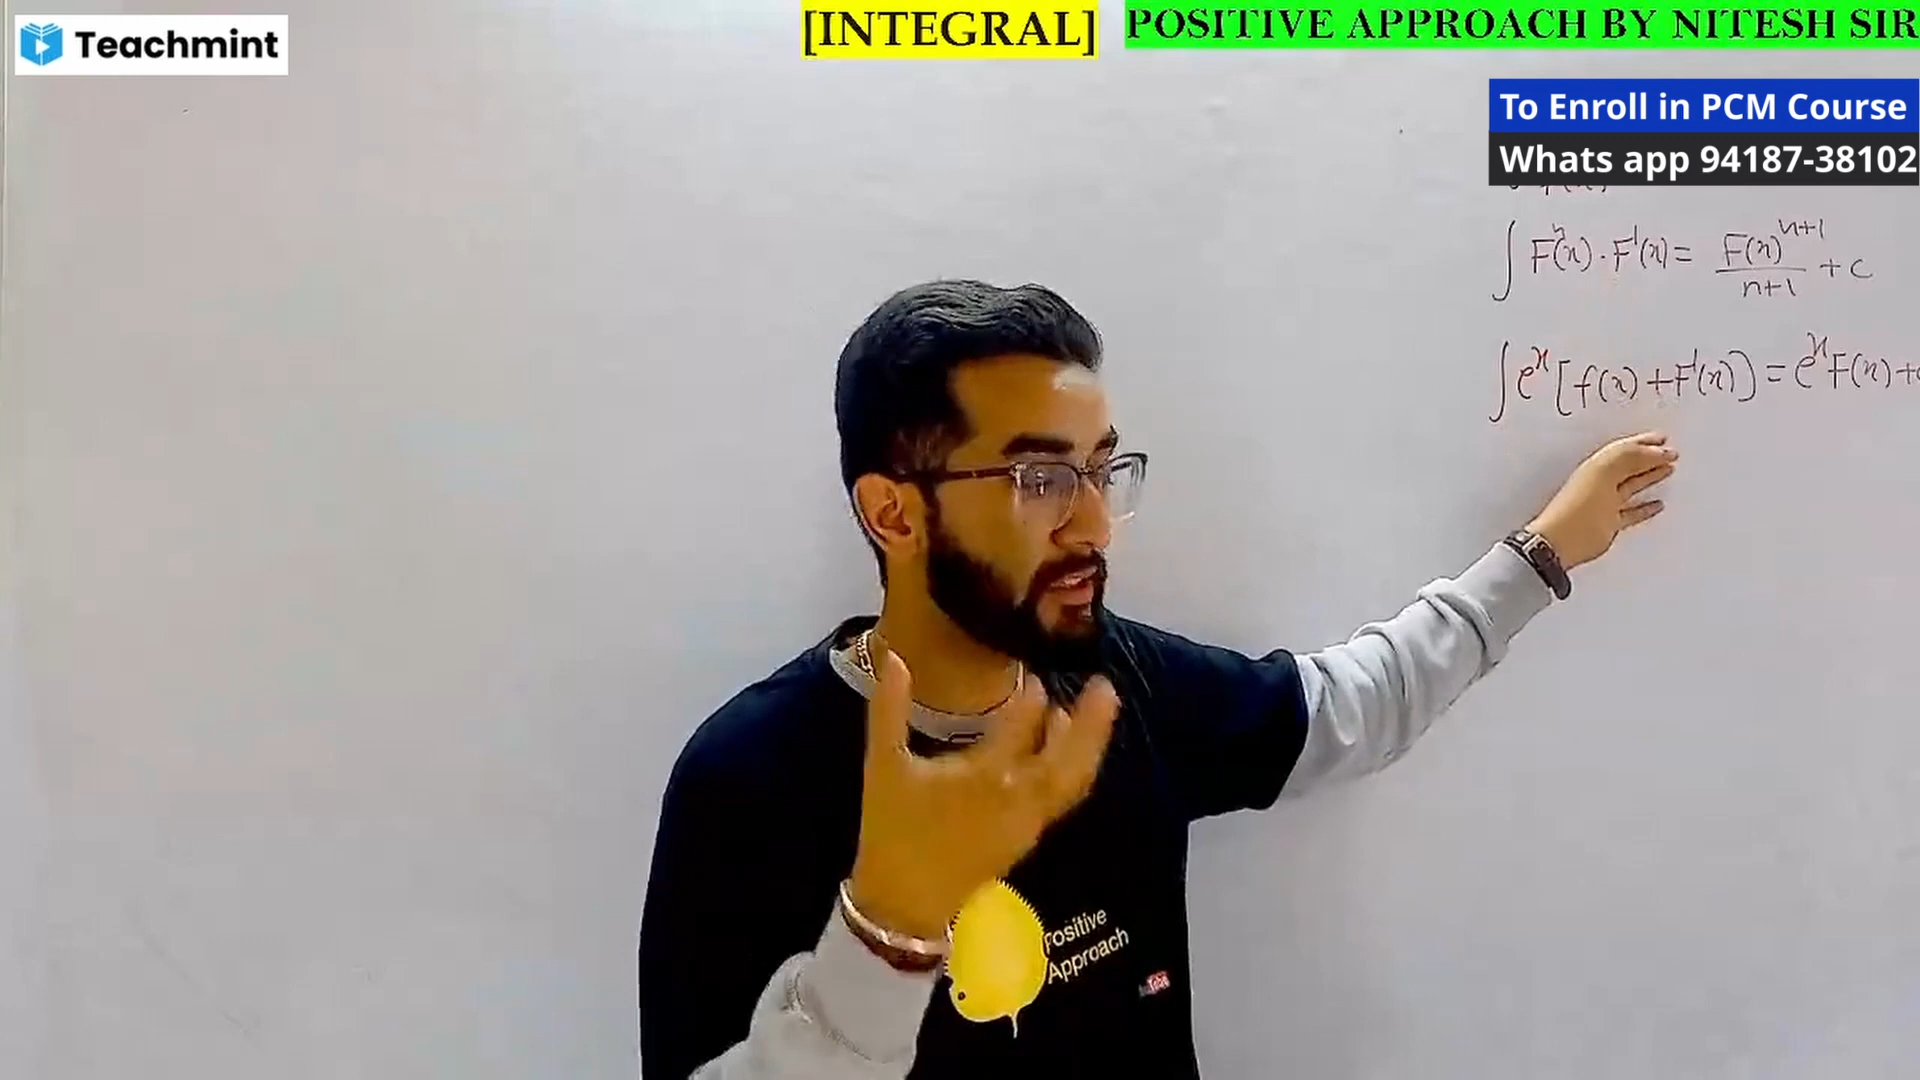 Teachmint
[INTEGRAL]
POSITIVE APPROACH BY NITESH SIR
To Enroll in PCM Course
Whats app 94187-38102
∫ Fⁿ(x) · F'(x) = F(x)ⁿ⁺¹ / n+1 + c
∫ eˣ [f(x) + F'(x)] = eˣ F(x) + c
Positive
Approach
Tube